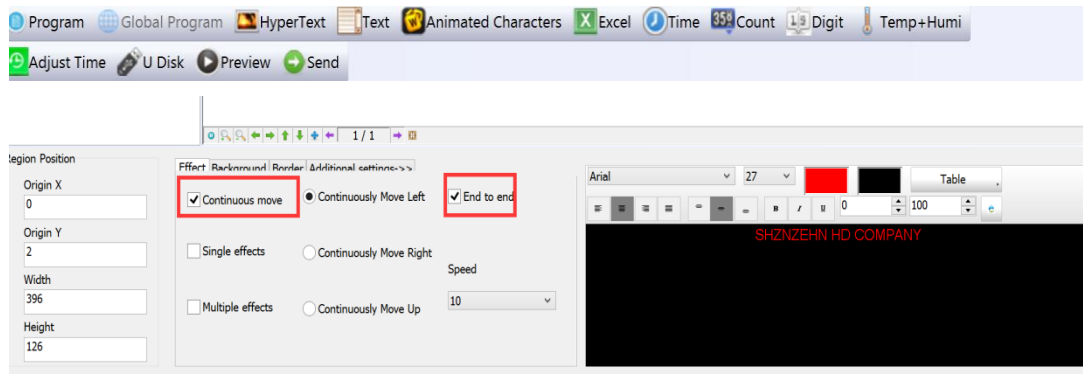 Program Global Program HyperText Text Animated Characters Excel Time Count Digit Temp+Humi
Adjust Time U Disk Preview Send
1 / 1
Region Position
Origin X
0
Origin Y
2
Width
396
Height
126
Effect Background Border Additional settings->>
Continuous move Continuously Move Left End to end
Single effects Continuously Move Right
Speed
Multiple effects Continuously Move Up 10
Arial 27 Table
B I U 0 100 e
SHZNZEHN HD COMPANY